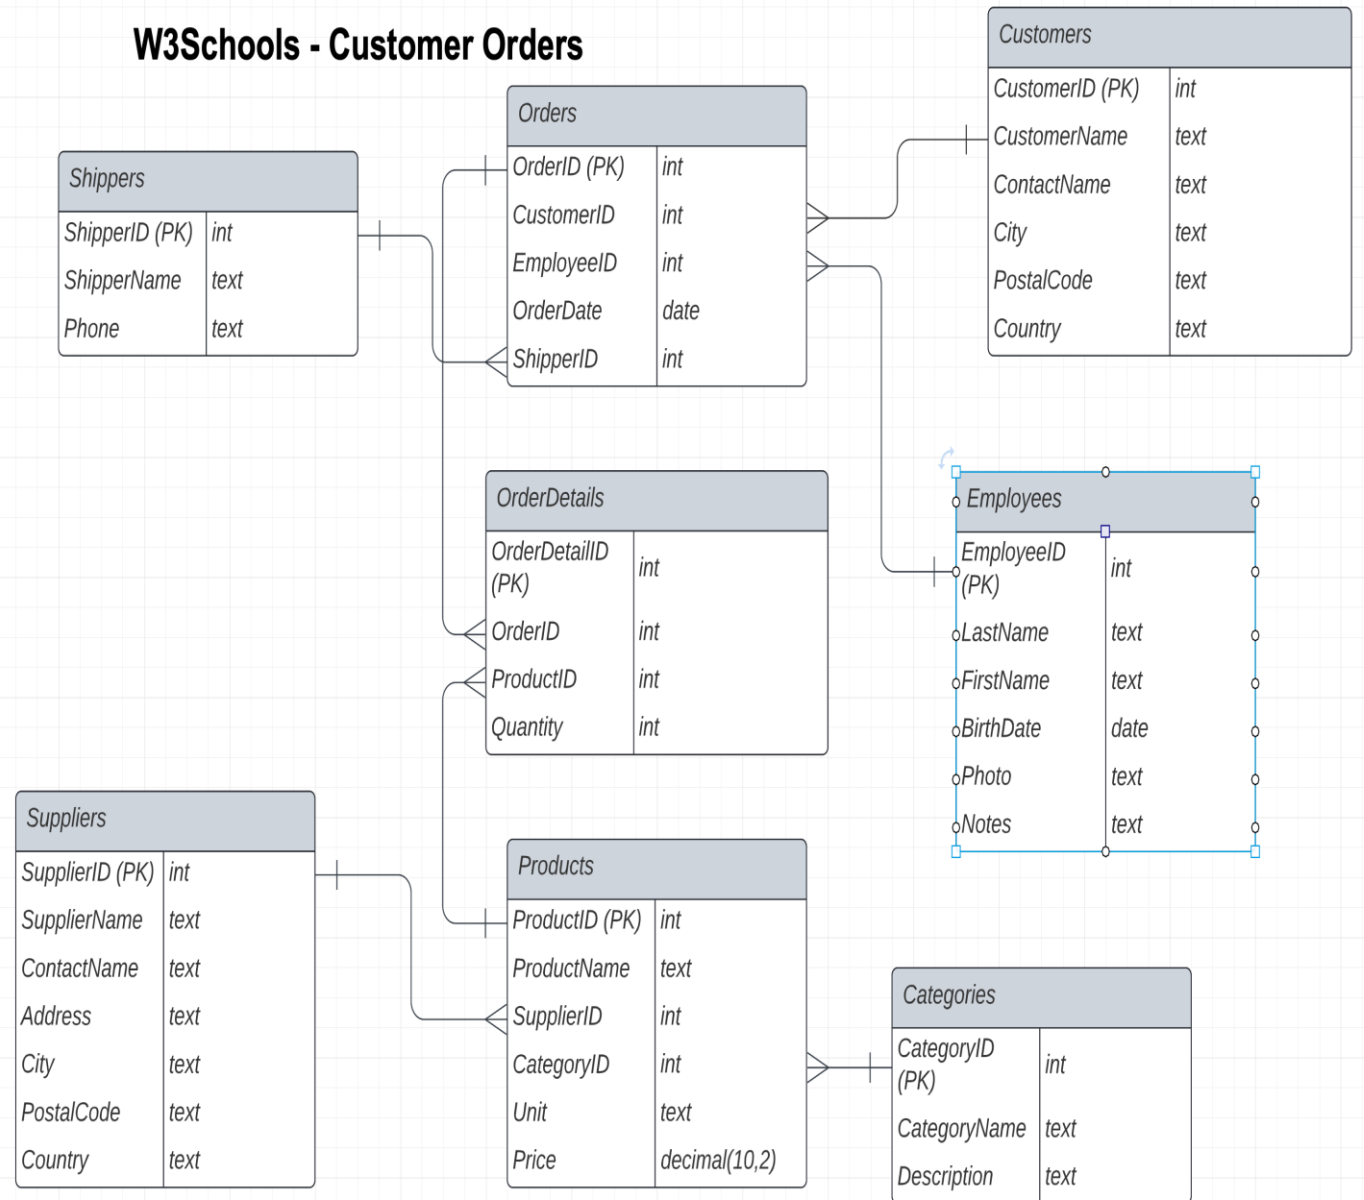 W3Schools - Customer Orders
Customers
CustomerID (PK) int
CustomerName text
ContactName text
City text
PostalCode text
Country text
Orders
OrderID (PK) int
CustomerID int
EmployeeID int
OrderDate date
ShipperID int
Shippers
ShipperID (PK) int
ShipperName text
Phone text
OrderDetails
OrderDetailID
(PK)
int
OrderID int
ProductID int
Quantity int
Employees
EmployeeID
(PK)
int
LastName text
FirstName text
BirthDate date
Photo text
Notes text
Suppliers
SupplierID (PK) int
SupplierName text
ContactName text
Address text
City text
PostalCode text
Country text
Products
ProductID (PK) int
ProductName text
SupplierID int
CategoryID int
Unit text
Price decimal(10,2)
Categories
CategoryID
(PK)
int
CategoryName text
Description text